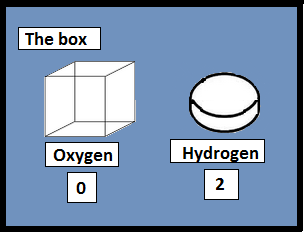 The box
Oxygen
Hydrogen
0
2